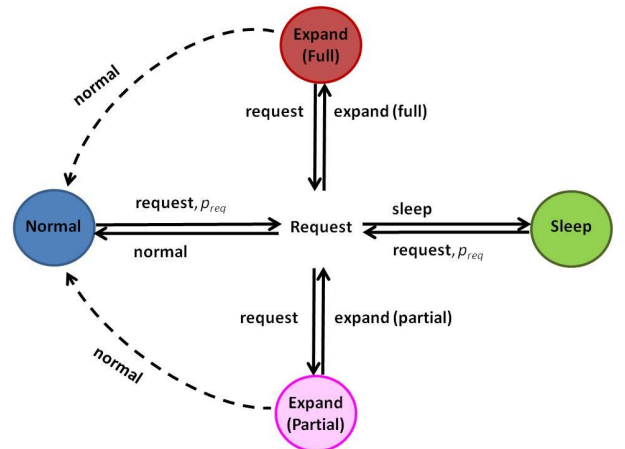 Expand
(Full)
normal
request
expand (full)
request, p_req
sleep
Normal
Request
Sleep
normal
request, p_req
request
expand (partial)
normal
Expand
(Partial)